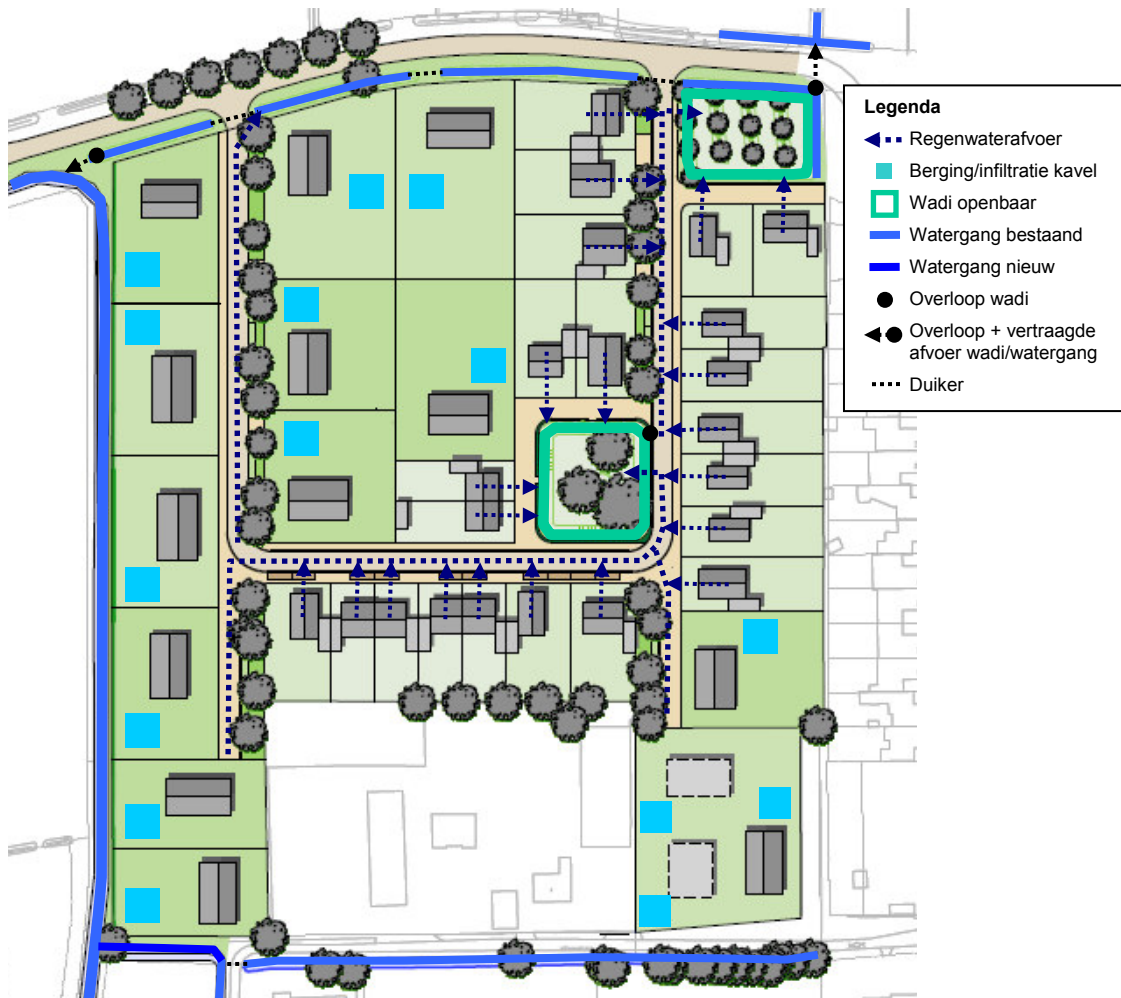 Legenda
Regenwaterafvoer
Berging/infiltratie kavel
Wadi openbaar
Watergang bestaand
Watergang nieuw
Overloop wadi
Overloop + vertraagde
afvoer wadi/watergang
Duiker